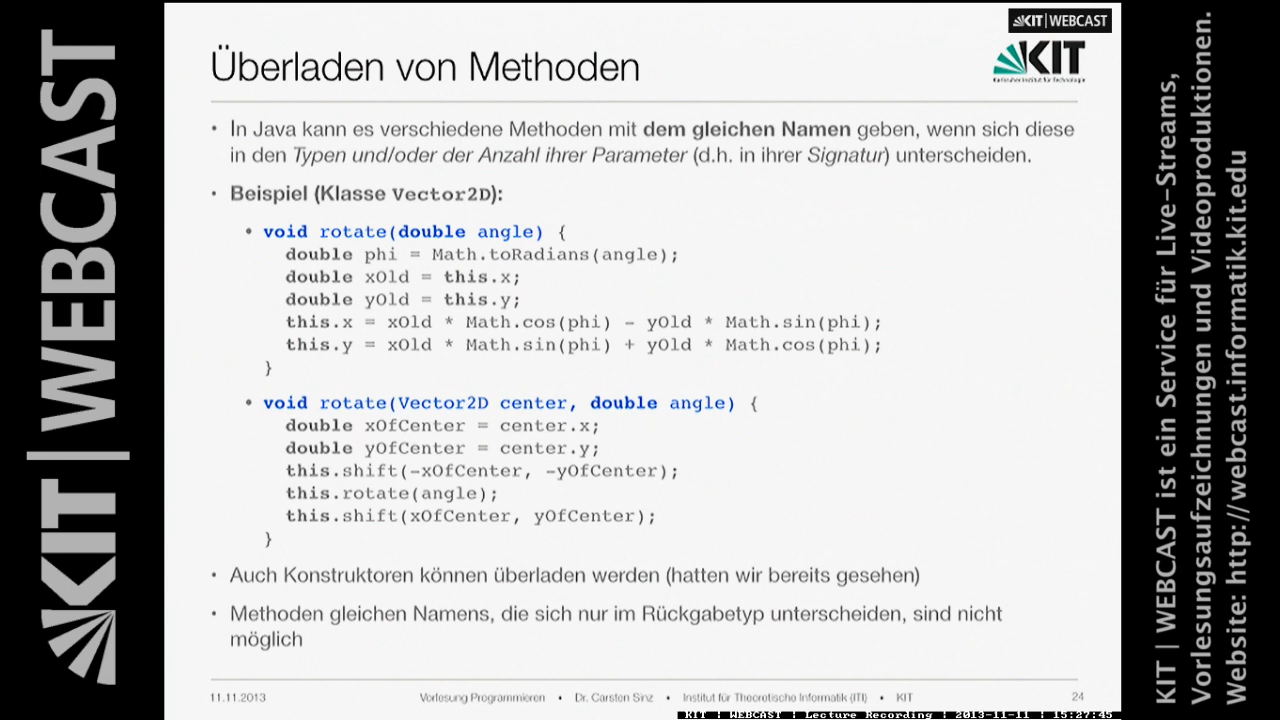 KIT | WEBCAST
KIT | WEBCAST
Überladen von Methoden
KIT
Karlsruher Institut für Technologie
• In Java kann es verschiedene Methoden mit dem gleichen Namen geben, wenn sich diese
in den Typen und/oder der Anzahl ihrer Parameter (d.h. in ihrer Signatur) unterscheiden.
• Beispiel (Klasse Vector2D):
• void rotate(double angle) {
double phi = Math.toRadians(angle);
double xOld = this.x;
double yOld = this.y;
this.x = xOld * Math.cos(phi) - yOld * Math.sin(phi);
this.y = xOld * Math.sin(phi) + yOld * Math.cos(phi);
}
• void rotate(Vector2D center, double angle) {
double xOfCenter = center.x;
double yOfCenter = center.y;
this.shift(-xOfCenter, -yOfCenter);
this.rotate(angle);
this.shift(xOfCenter, yOfCenter);
}
• Auch Konstruktoren können überladen werden (hatten wir bereits gesehen)
• Methoden gleichen Namens, die sich nur im Rückgabetyp unterscheiden, sind nicht
möglich
11.11.2013 Vorlesung Programmieren • Dr. Carsten Sinz • Institut für Theoretische Informatik (ITI) • KIT 24
KIT | WEBCAST | Lecture Recording | 2013-11-11 | 15:27:45
KIT | WEBCAST ist ein Service für Live-Streams,
Vorlesungsaufzeichnungen und Videoproduktionen.
Website: http://webcast.informatik.kit.edu